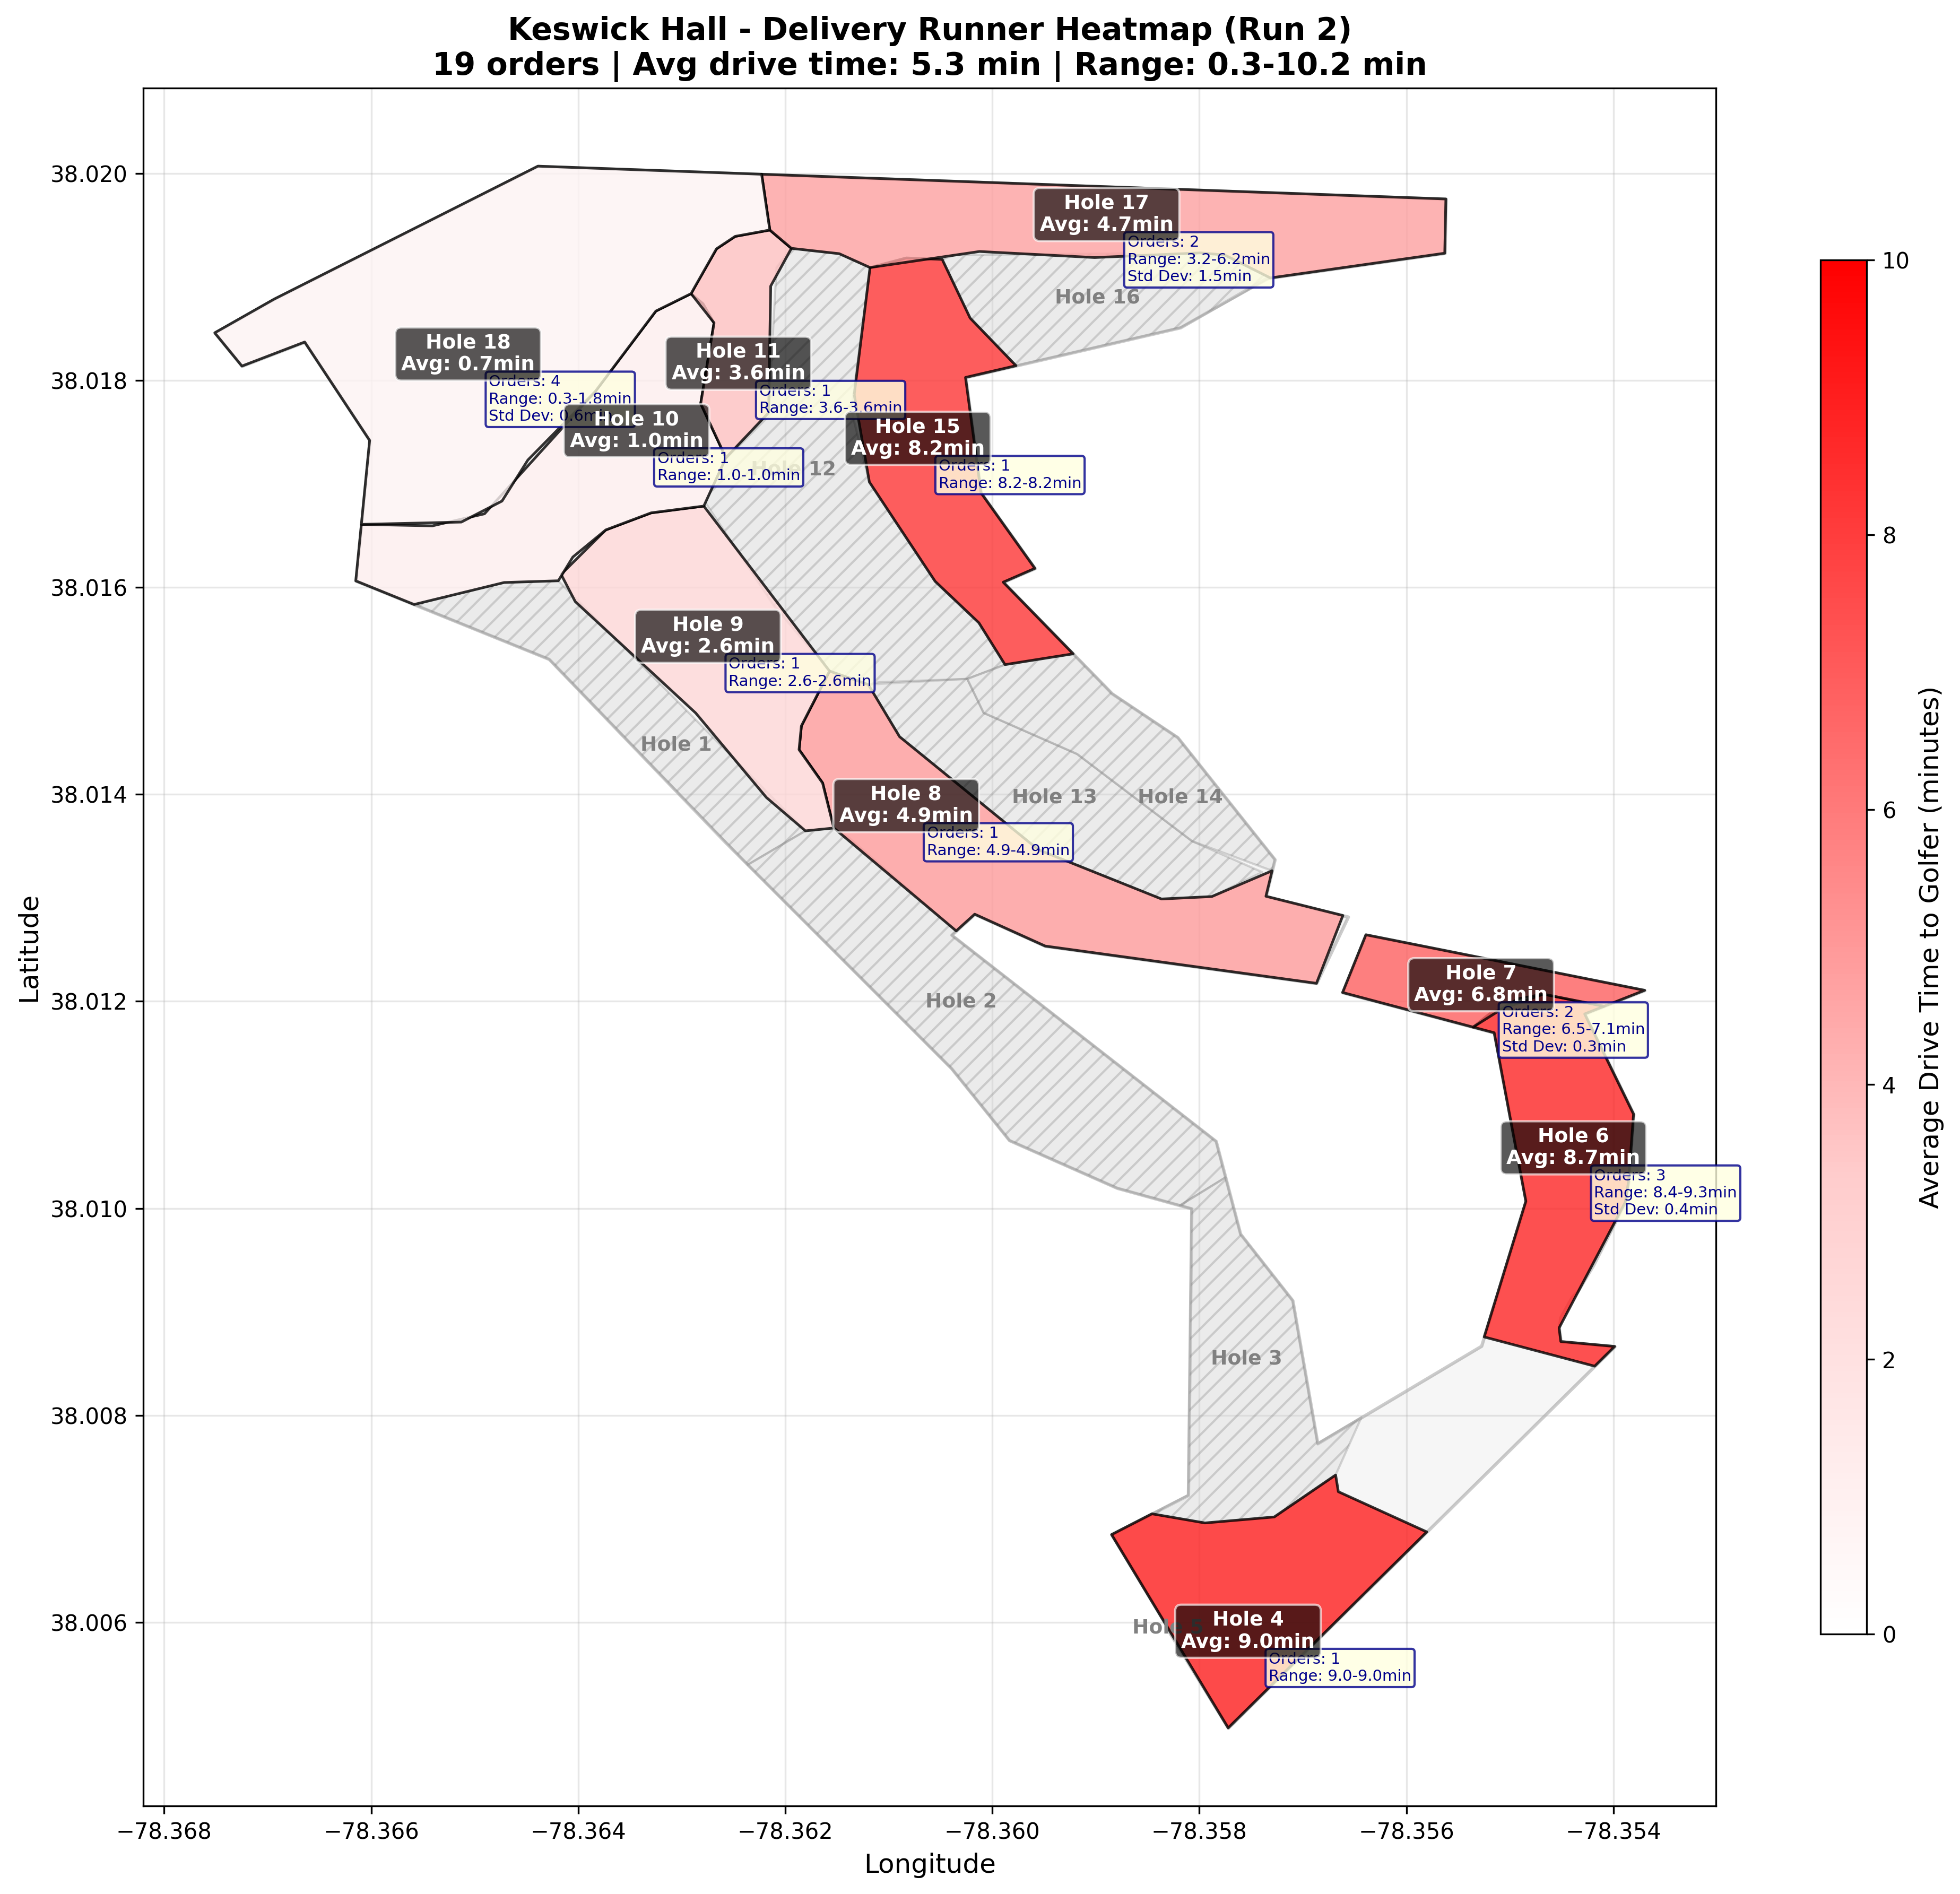 Keswick Hall - Delivery Runner Heatmap (Run 2)
19 orders | Avg drive time: 5.3 min | Range: 0.3-10.2 min
38.020
38.018
38.016
38.014
38.012
38.010
38.008
38.006
Latitude
Hole 17
Avg: 4.7min
Orders: 2
Range: 3.2-6.2min
Std Dev: 1.5min
Hole 16
Hole 18
Avg: 0.7min
Orders: 4
Range: 0.3-1.8min
Std Dev: 0.6min
Hole 11
Avg: 3.6min
Orders: 1
Range: 3.6-3.6min
Hole 10
Avg: 1.0min
Orders: 1
Range: 1.0-1.0min
Hole 12
Hole 15
Avg: 8.2min
Orders: 1
Range: 8.2-8.2min
Hole 9
Avg: 2.6min
Orders: 1
Range: 2.6-2.6min
Hole 1
Hole 8
Avg: 4.9min
Orders: 1
Range: 4.9-4.9min
Hole 13
Hole 14
Hole 2
Hole 7
Avg: 6.8min
Orders: 2
Range: 6.5-7.1min
Std Dev: 0.3min
Hole 6
Avg: 8.7min
Orders: 3
Range: 8.4-9.3min
Std Dev: 0.4min
Hole 3
Hole 4
Avg: 9.0min
Orders: 1
Range: 9.0-9.0min
−78.368
−78.366
−78.364
−78.362
−78.360
−78.358
−78.356
−78.354
Longitude
10
8
6
4
2
0
Average Drive Time to Golfer (minutes)